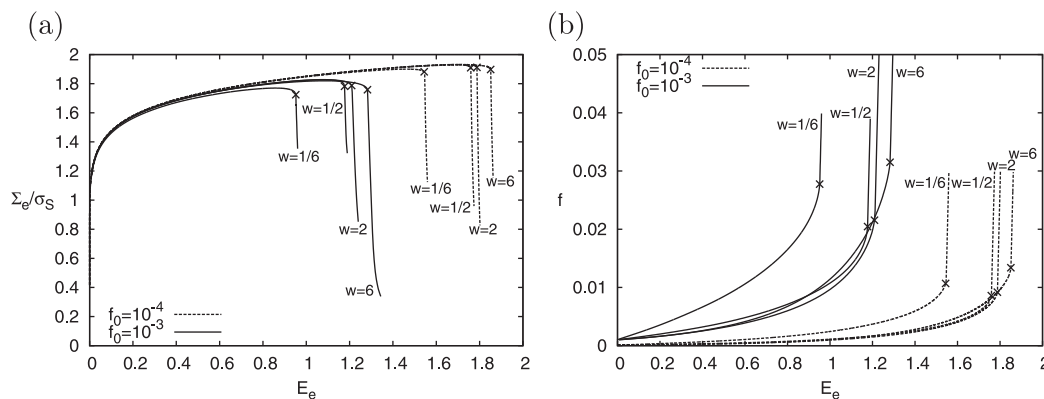 (a)
2
1.8
1.6
1.4
1.2
1
0.8
0.6
0.4
0.2
0
Σe/σS
w=1/6
w=1/2
w=2
w=6
w=1/6
w=1/2
w=2
w=6
f0=10-4
f0=10-3
0 0.2 0.4 0.6 0.8 1 1.2 1.4 1.6 1.8 2
Ee
(b)
0.05
0.04
0.03
0.02
0.01
0
f
f0=10-4
f0=10-3
w=1/6
w=1/2
w=2
w=6
w=1/6
w=1/2
w=2
w=6
0 0.2 0.4 0.6 0.8 1 1.2 1.4 1.6 1.8 2
Ee